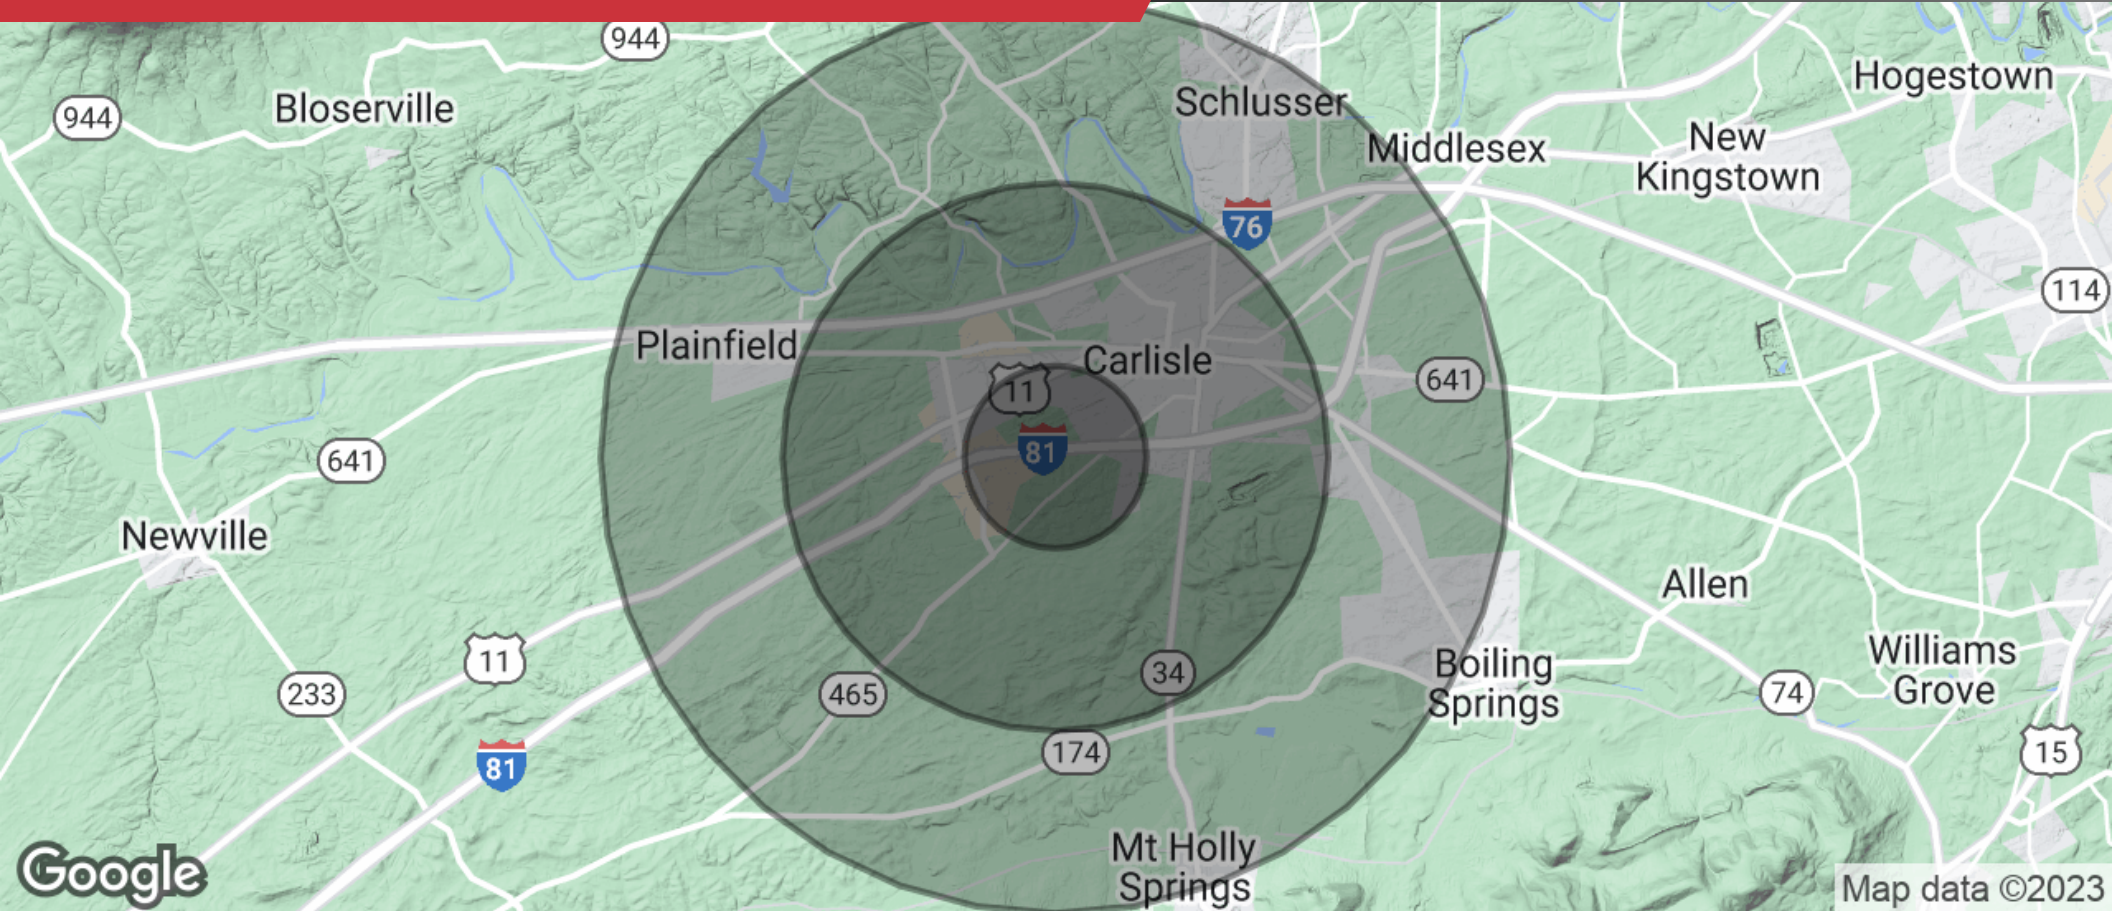 944
Bloserville
944
Schlusser
Hogestown
Middlesex
New
Kingstown
76
114
Plainfield
Carlisle
11
641
81
641
Newville
Allen
11
Boiling
Springs
Williams
Grove
233
465
34
74
174
15
81
Mt Holly
Springs
Google
Map data ©2023